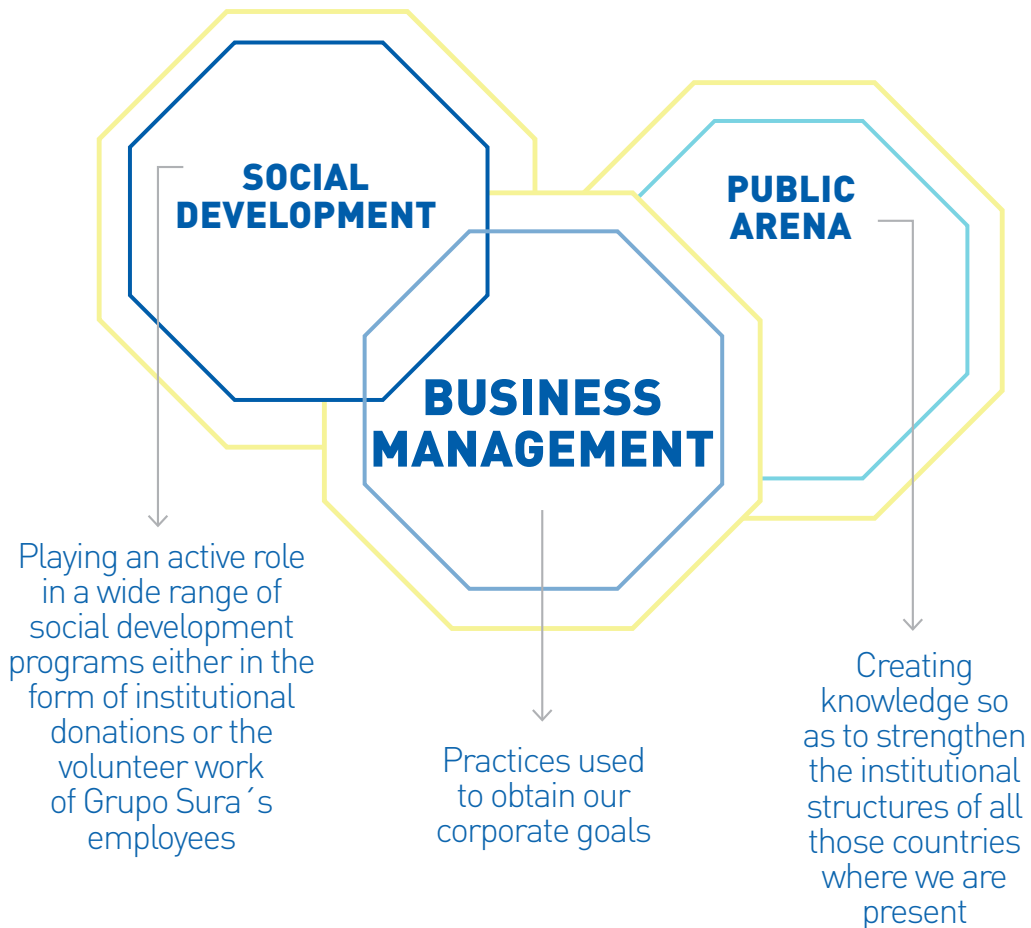 SOCIAL
DEVELOPMENT
PUBLIC
ARENA
BUSINESS
MANAGEMENT
Playing an active role
in a wide range of
social development
programs either in the
form of institutional
donations or the
volunteer work
of Grupo Sura´s
employees
Practices used
to obtain our
corporate goals
Creating
knowledge so
as to strengthen
the institutional
structures of all
those countries
where we are
present